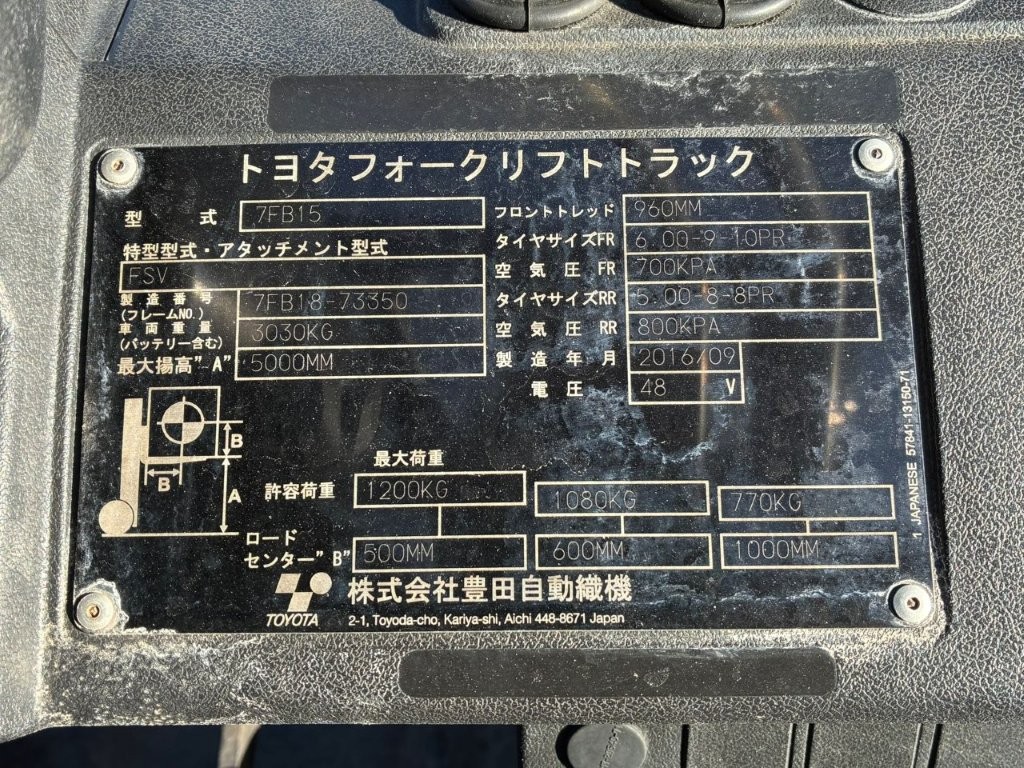 トヨタフォークリフトトラック
型 式 7FB15
特型型式・アタッチメント型式
FSV
製造番号
(フレームNO.) 7FB18-73350
車両重量
(バッテリー含む) 3030KG
最大揚高"A" 5000MM
フロントトレッド 960MM
タイヤサイズFR 6.00-9-10PR
空気圧 FR 700KPA
タイヤサイズRR 5.00-8-8PR
空気圧RR 800KPA
製造年月 2016/09
電圧 48 V
B
B
A
最大荷重
許容荷重 1200KG 1080KG 770KG
ロード
センター"B" 500MM 600MM 1000MM
TOYOTA
株式会社豊田自動織機
2-1, Toyoda-cho, Kariya-shi, Aichi 448-8671 Japan
1 JAPANESE 57841-13160-71